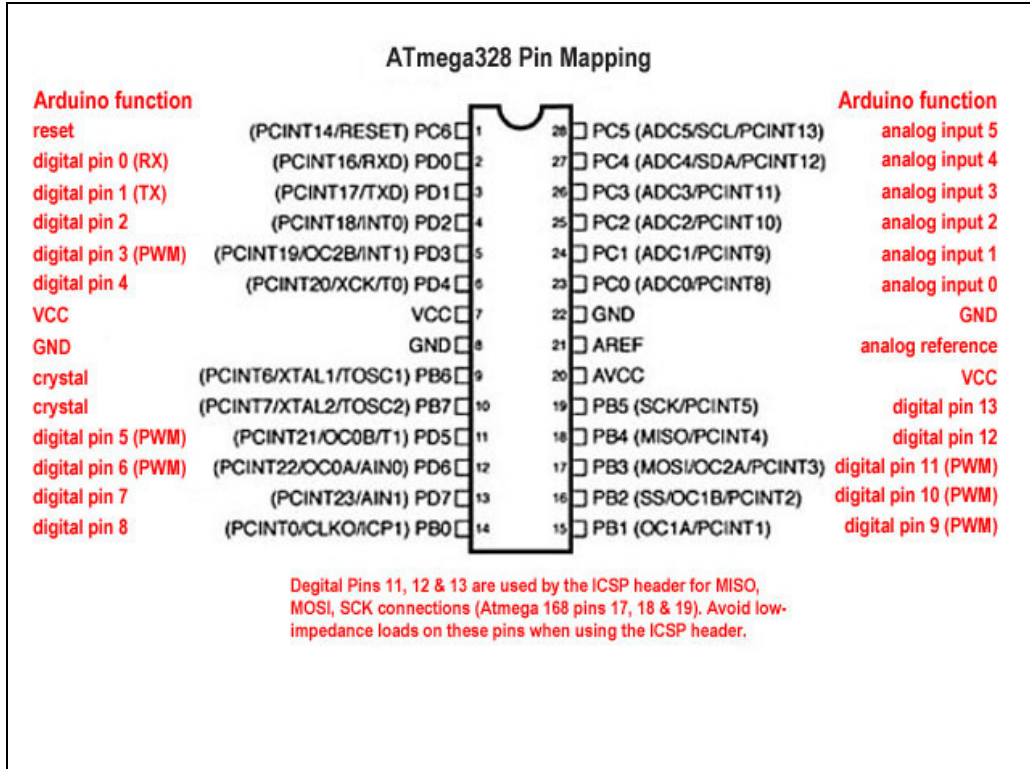 ATmega328 Pin Mapping
Arduino function Arduino function
reset (PCINT14/RESET) PC6 1 28 PC5 (ADC5/SCL/PCINT13) analog input 5
digital pin 0 (RX) (PCINT16/RXD) PD0 2 27 PC4 (ADC4/SDA/PCINT12) analog input 4
digital pin 1 (TX) (PCINT17/TXD) PD1 3 26 PC3 (ADC3/PCINT11) analog input 3
digital pin 2 (PCINT18/INT0) PD2 4 25 PC2 (ADC2/PCINT10) analog input 2
digital pin 3 (PWM) (PCINT19/OC2B/INT1) PD3 5 24 PC1 (ADC1/PCINT9) analog input 1
digital pin 4 (PCINT20/XCK/T0) PD4 6 23 PC0 (ADC0/PCINT8) analog input 0
VCC VCC 7 22 GND GND
GND GND 8 21 AREF analog reference
crystal (PCINT6/XTAL1/TOSC1) PB6 9 20 AVCC VCC
crystal (PCINT7/XTAL2/TOSC2) PB7 10 19 PB5 (SCK/PCINT5) digital pin 13
digital pin 5 (PWM) (PCINT21/OC0B/T1) PD5 11 18 PB4 (MISO/PCINT4) digital pin 12
digital pin 6 (PWM) (PCINT22/OC0A/AIN0) PD6 12 17 PB3 (MOSI/OC2A/PCINT3) digital pin 11 (PWM)
digital pin 7 (PCINT23/AIN1) PD7 13 16 PB2 (SS/OC1B/PCINT2) digital pin 10 (PWM)
digital pin 8 (PCINT0/CLKO/ICP1) PB0 14 15 PB1 (OC1A/PCINT1) digital pin 9 (PWM)
Degital Pins 11, 12 & 13 are used by the ICSP header for MISO,
MOSI, SCK connections (Atmega 168 pins 17, 18 & 19). Avoid low-
impedance loads on these pins when using the ICSP header.